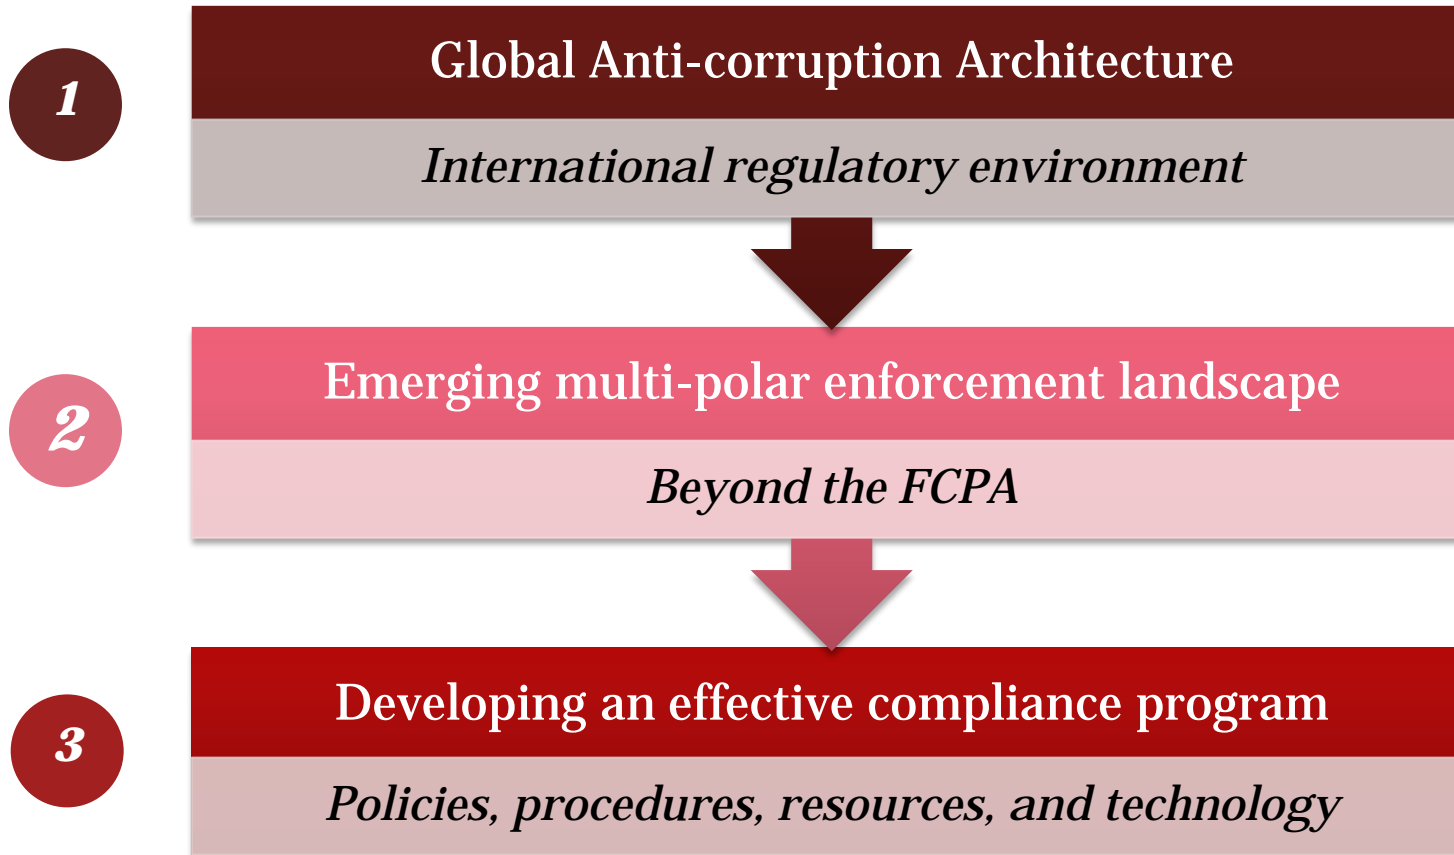 1
Global Anti-corruption Architecture
International regulatory environment
2
Emerging multi-polar enforcement landscape
Beyond the FCPA
3
Developing an effective compliance program
Policies, procedures, resources, and technology